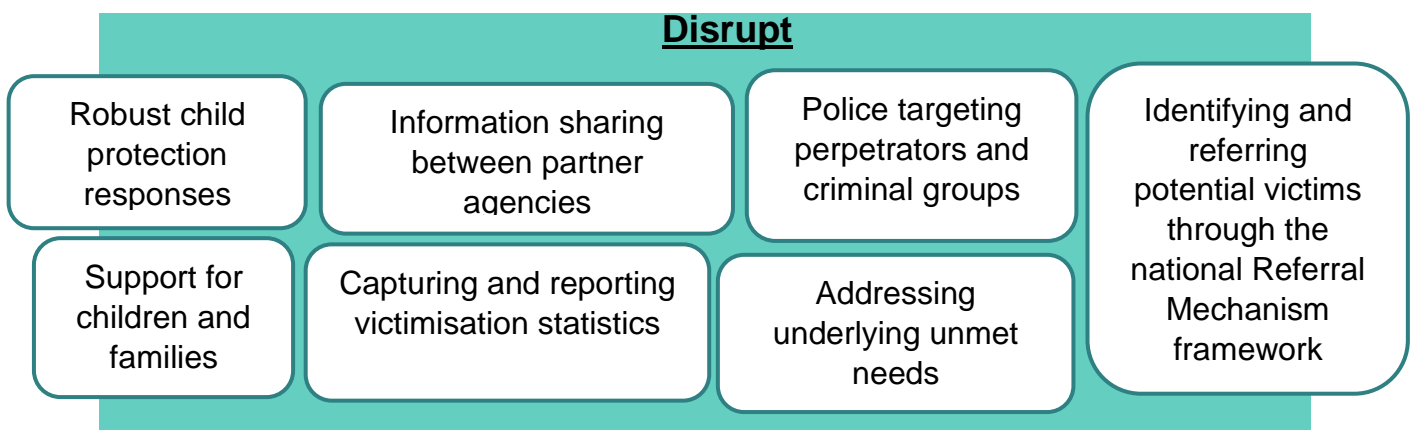 Disrupt
Robust child
protection
responses
Information sharing
between partner
agencies
Police targeting
perpetrators and
criminal groups
Identifying and
referring
potential victims
through the
national Referral
Mechanism
framework
Support for
children and
families
Capturing and reporting
victimisation statistics
Addressing
underlying unmet
needs